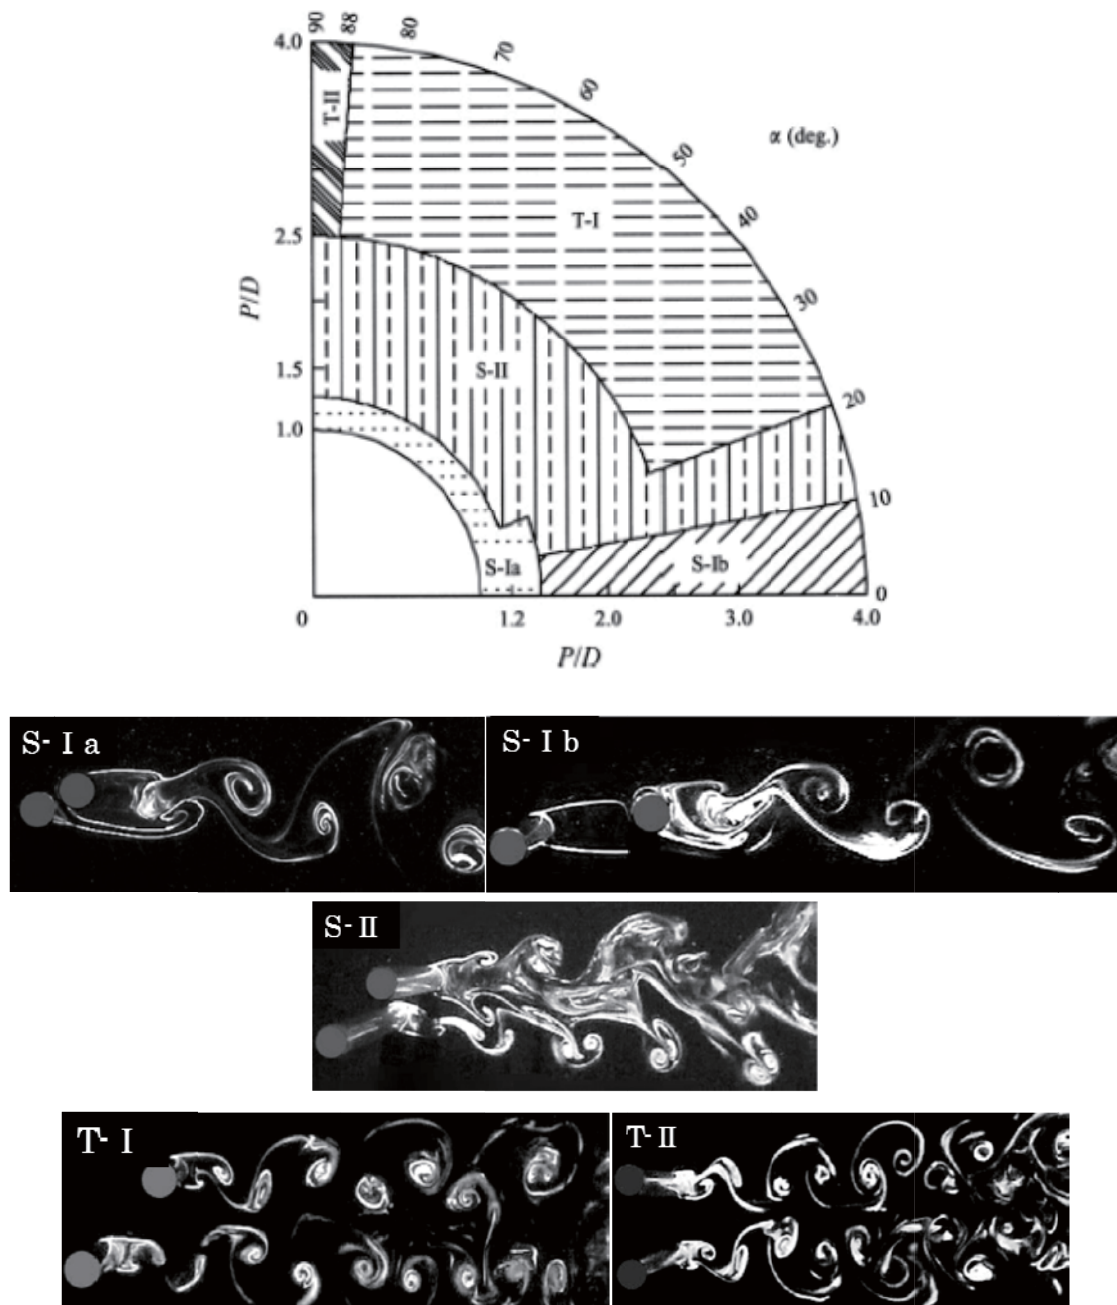 90
88
80
70
60
50
40
30
20
10
0
α (deg.)
4.0
2.5
1.5
1.0
P/D
T-II
T-I
S-II
S-Ia
S-Ib
0
1.2
2.0
3.0
4.0
P/D
S- I a
S- I b
S- II
T- I
T- II